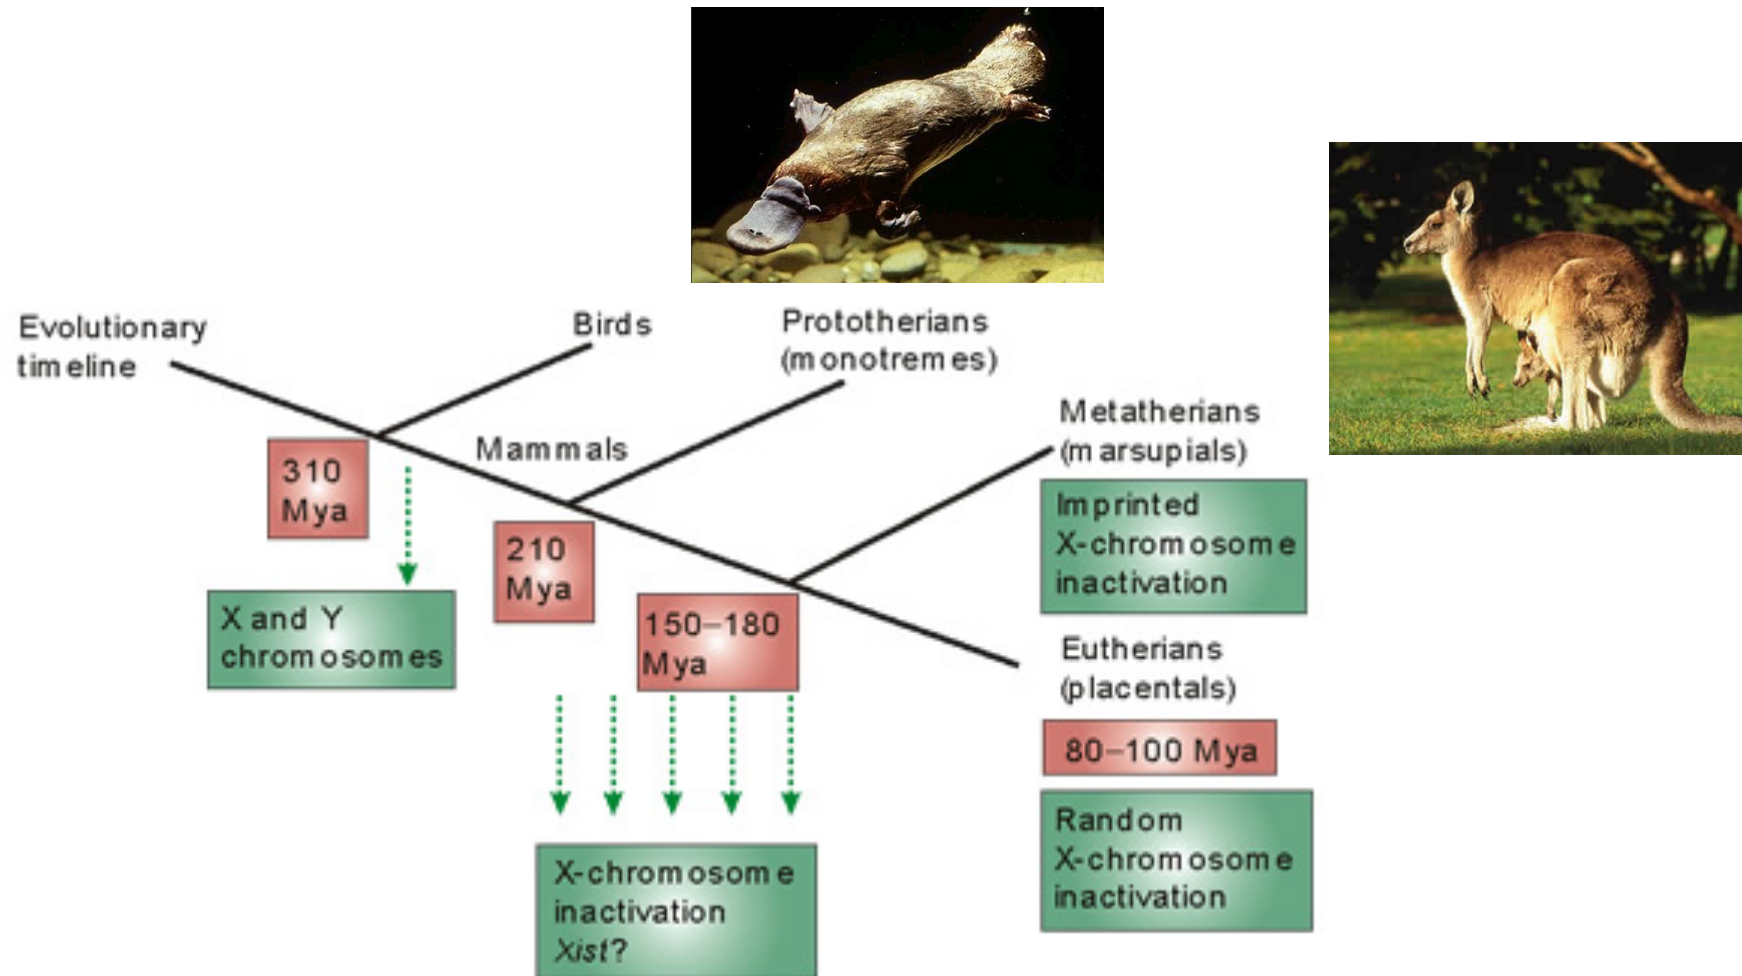 Evolutionary
timeline
Birds
Prototherians
(monotremes)
Metatherians
(marsupials)
Mammals
310
Mya
Imprinted
X-chromosome
inactivation
210
Mya
X and Y
chromosomes
150–180
Mya
Eutherians
(placentals)
80–100 Mya
Random
X-chromosome
inactivation
X-chromosome
inactivation
Xist?